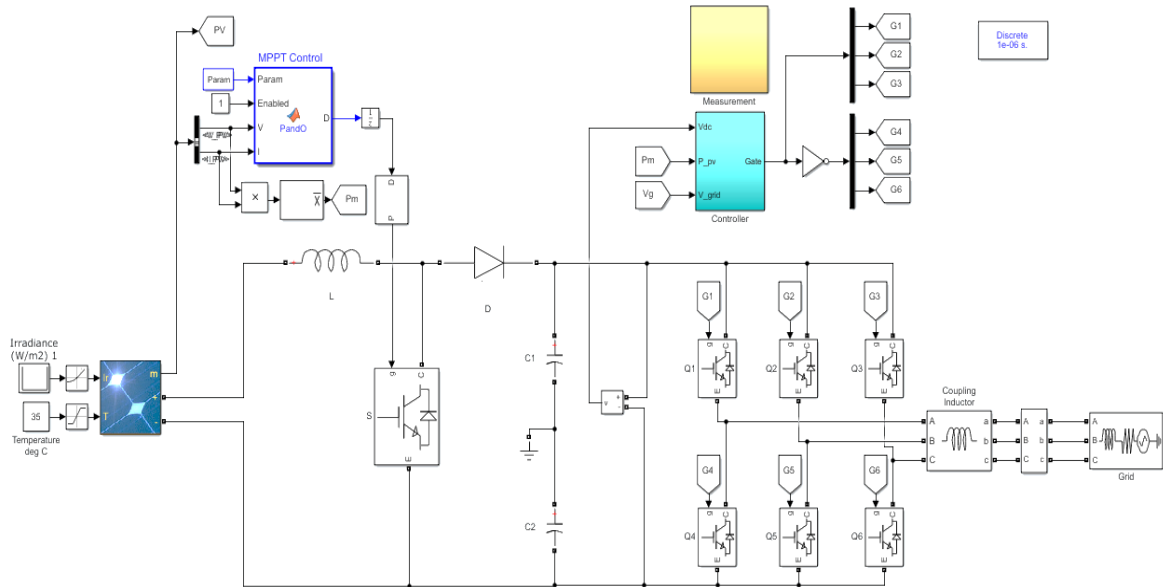 PV
MPPT Control
Param
Param
1
Enabled
V
I
D
PandO
1
z
×
X
Pm
D
P
Measurement
Vdc
P_pv
V_grid
Gate
Controller
Pm
Vg
G1
G2
G3
G4
G5
G6
Discrete
1e-06 s.
L
D
Irradiance
(W/m2) 1
Ir
T
m
+
-
35
Temperature
deg C
S
g
C
E
C1
C2
v
+
-
G1
G2
G3
g
C
E
Q1
g
C
E
Q2
g
C
E
Q3
G4
G5
G6
g
C
E
Q4
g
C
E
Q5
g
C
E
Q6
Coupling
Inductor
A
B
C
a
b
c
A
B
C
a
b
c
A
B
C
Grid